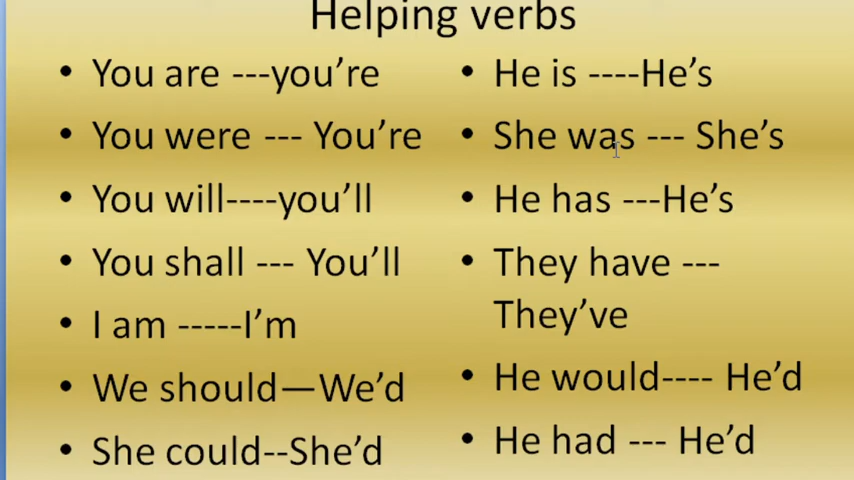 Helping verbs
• You are ---you’re
• You were --- You’re
• You will----you’ll
• You shall --- You’ll
• I am -----I’m
• We should—We’d
• She could--She’d
• He is ----He’s
• She was --- She’s
• He has ---He’s
• They have ---
They’ve
• He would---- He’d
• He had --- He’d